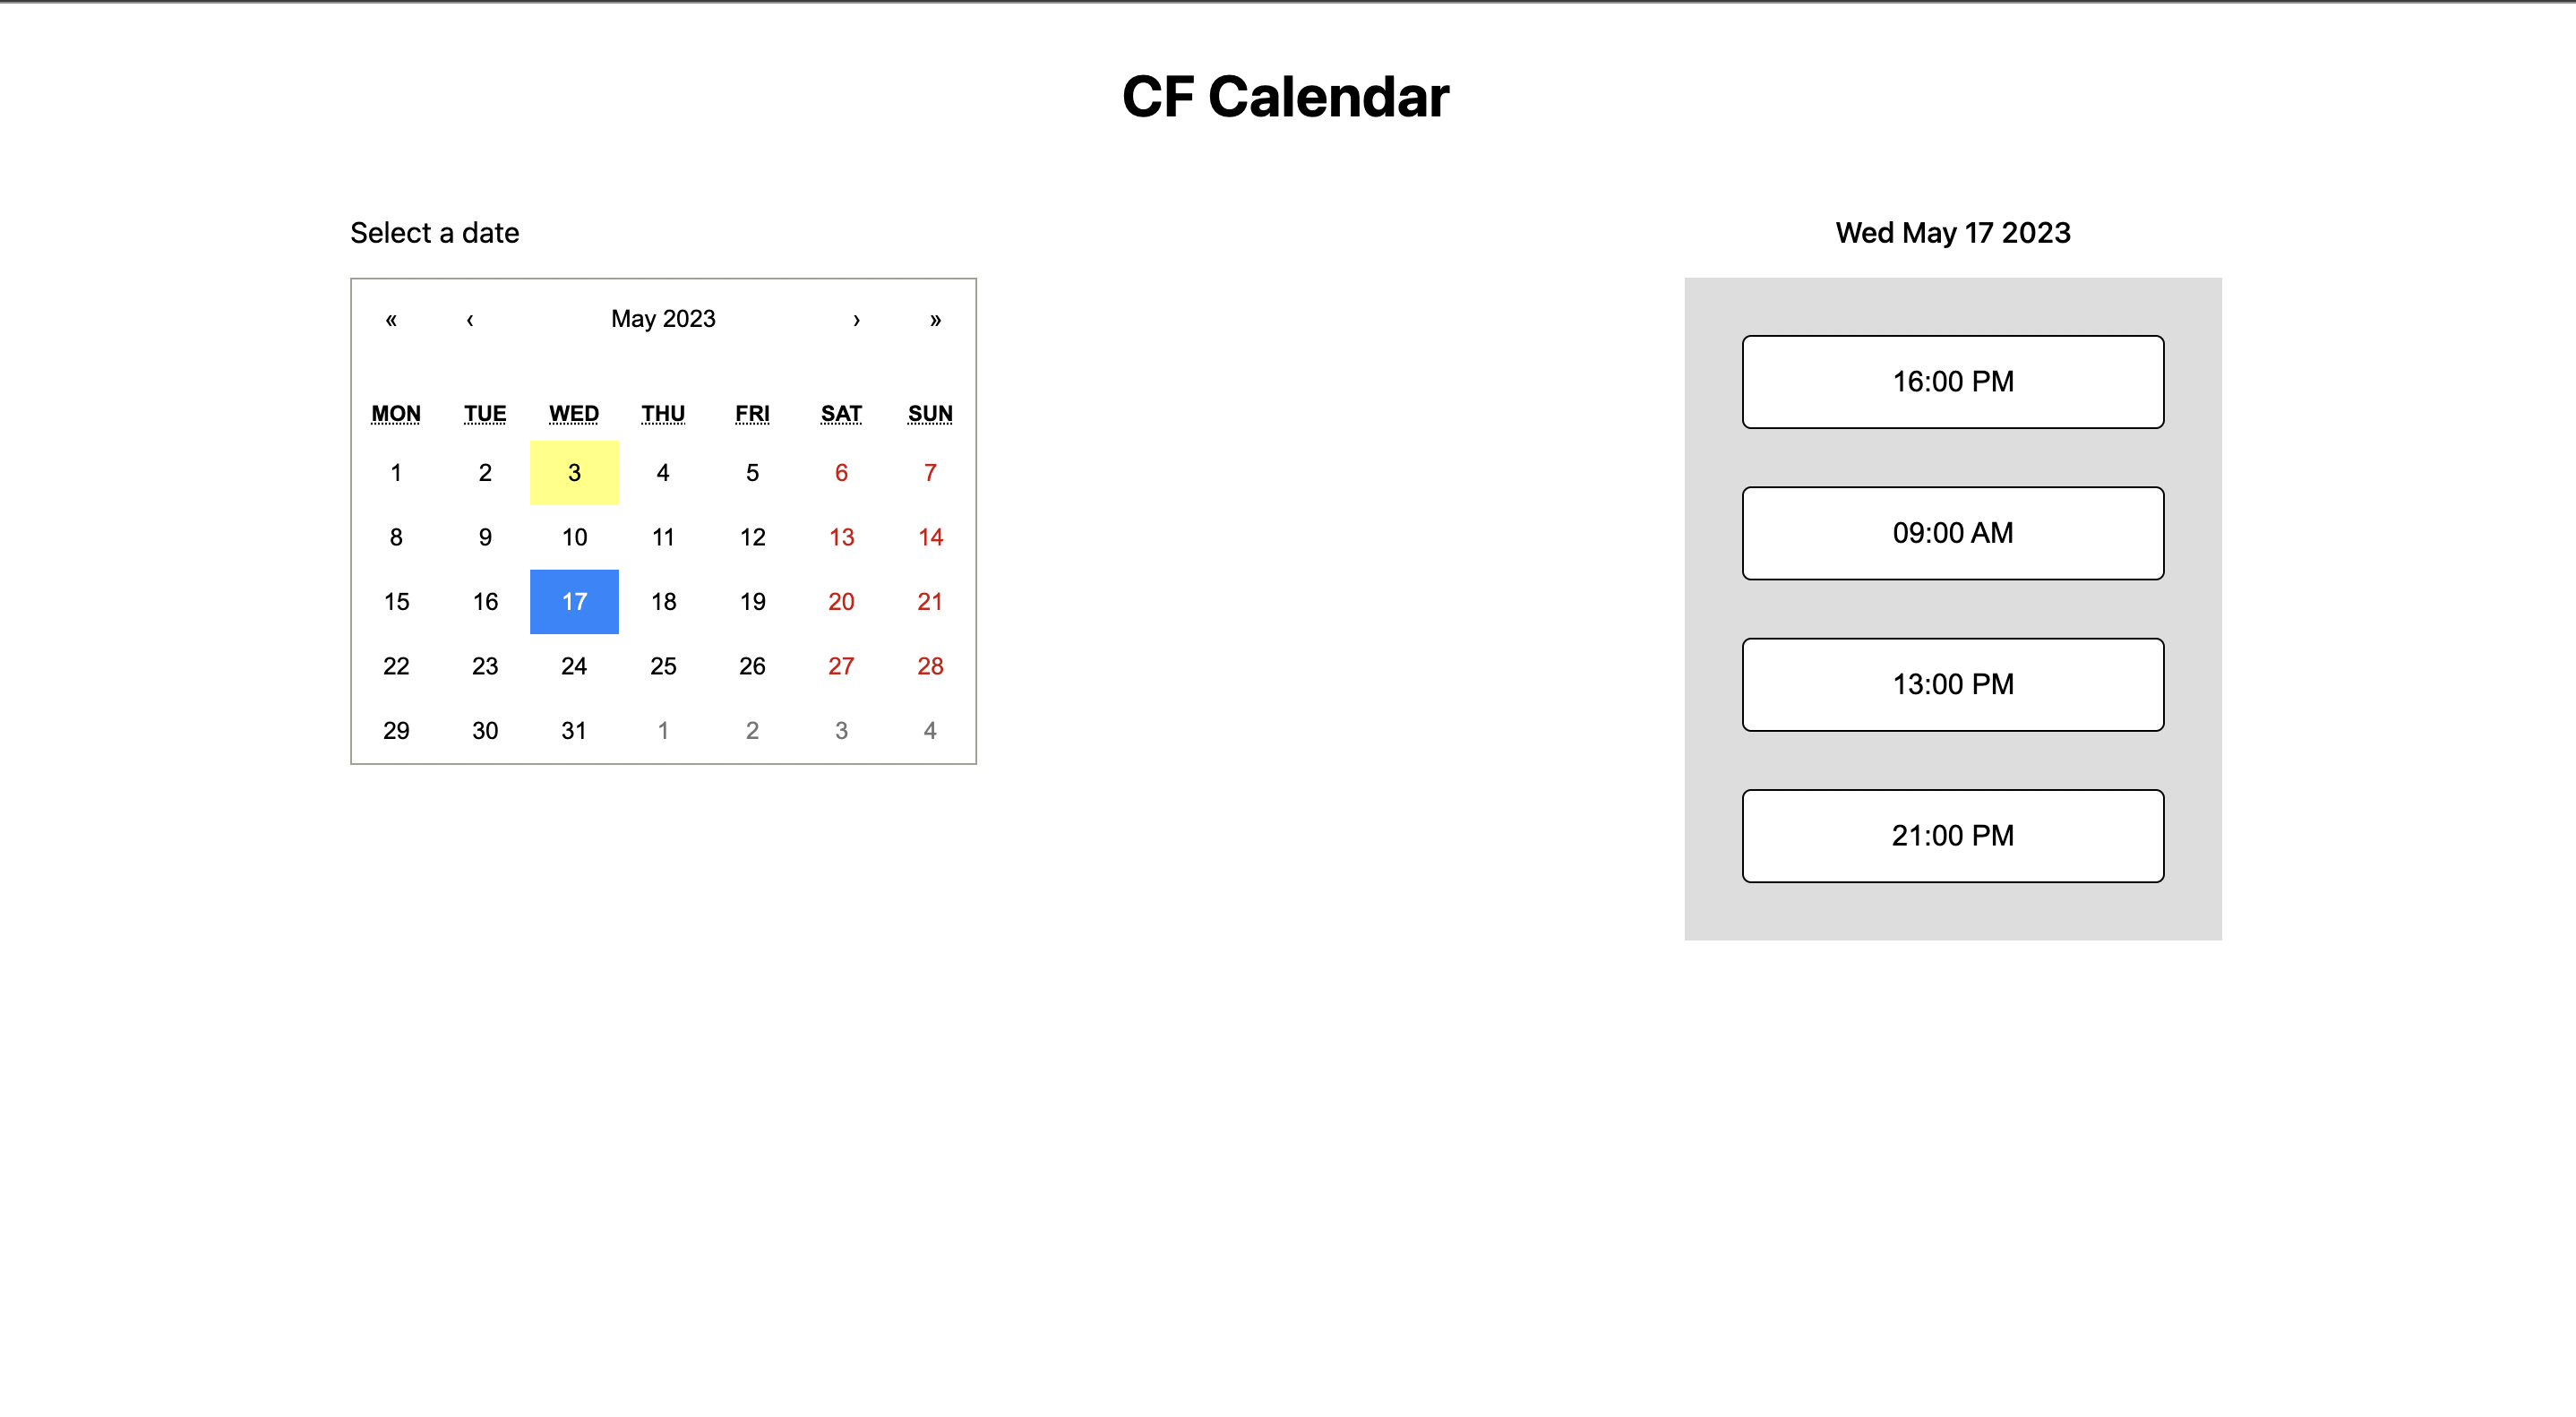 CF Calendar
Select a date
« ‹ May 2023 › »
MON TUE WED THU FRI SAT SUN
1 2 3 4 5 6 7
8 9 10 11 12 13 14
15 16 17 18 19 20 21
22 23 24 25 26 27 28
29 30 31 1 2 3 4
Wed May 17 2023
16:00 PM
09:00 AM
13:00 PM
21:00 PM